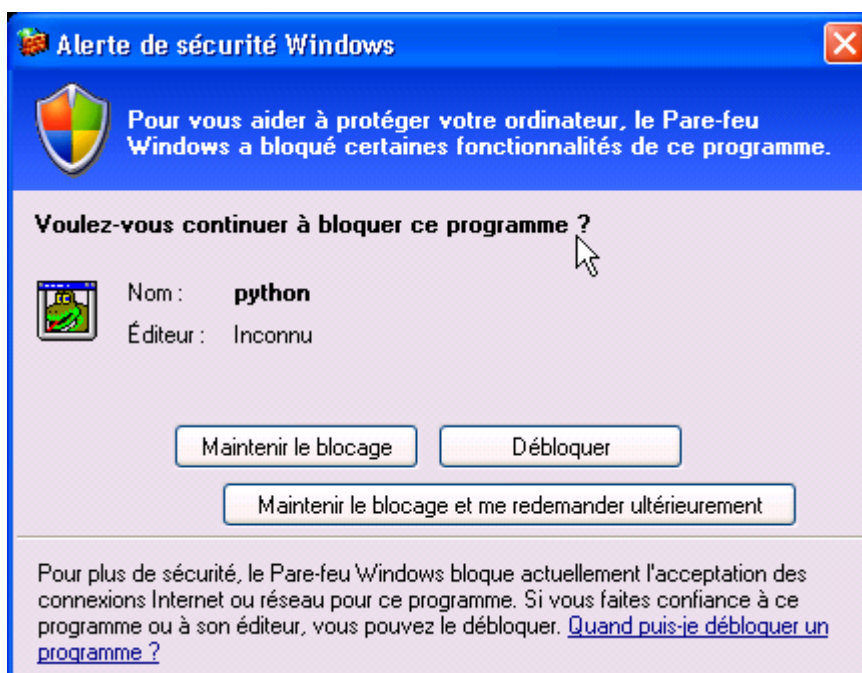 Alerte de sécurité Windows
Pour vous aider à protéger votre ordinateur, le Pare-feu
Windows a bloqué certaines fonctionnalités de ce programme.
Voulez-vous continuer à bloquer ce programme ?
Nom : python
Éditeur : Inconnu
Maintenir le blocage Débloquer
Maintenir le blocage et me redemander ultérieurement
Pour plus de sécurité, le Pare-feu Windows bloque actuellement l'acceptation des
connexions Internet ou réseau pour ce programme. Si vous faites confiance à ce
programme ou à son éditeur, vous pouvez le débloquer. Quand puis-je débloquer un
programme ?